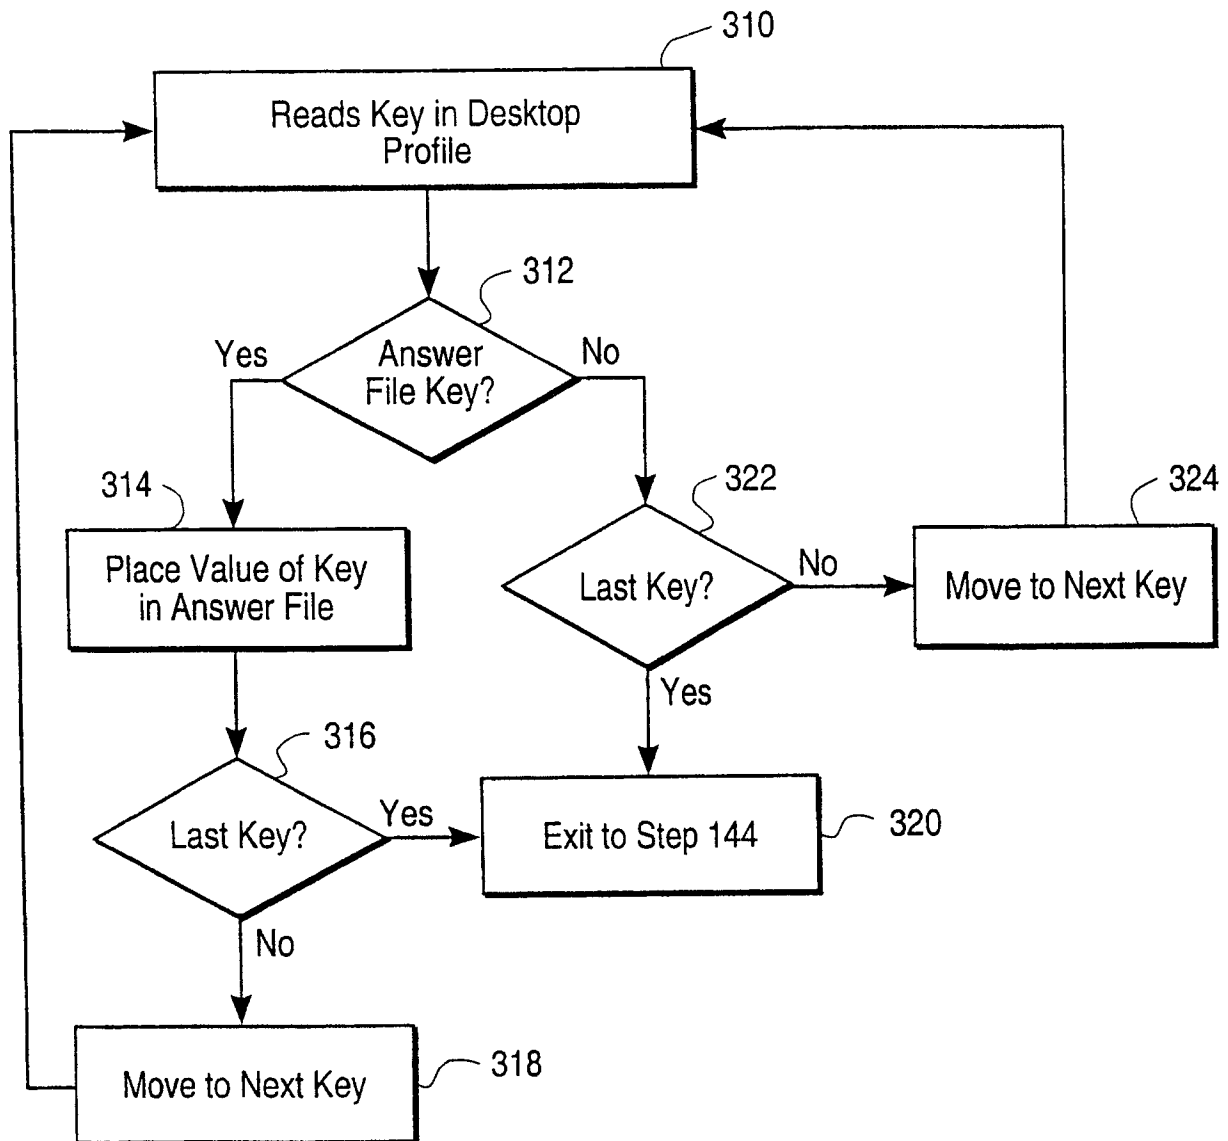 310
Reads Key in Desktop
Profile
312
Yes
Answer
File Key?
No
314
Place Value of Key
in Answer File
322
Last Key?
No
324
Move to Next Key
Yes
316
Last Key?
Yes
Exit to Step 144
320
No
Move to Next Key
318